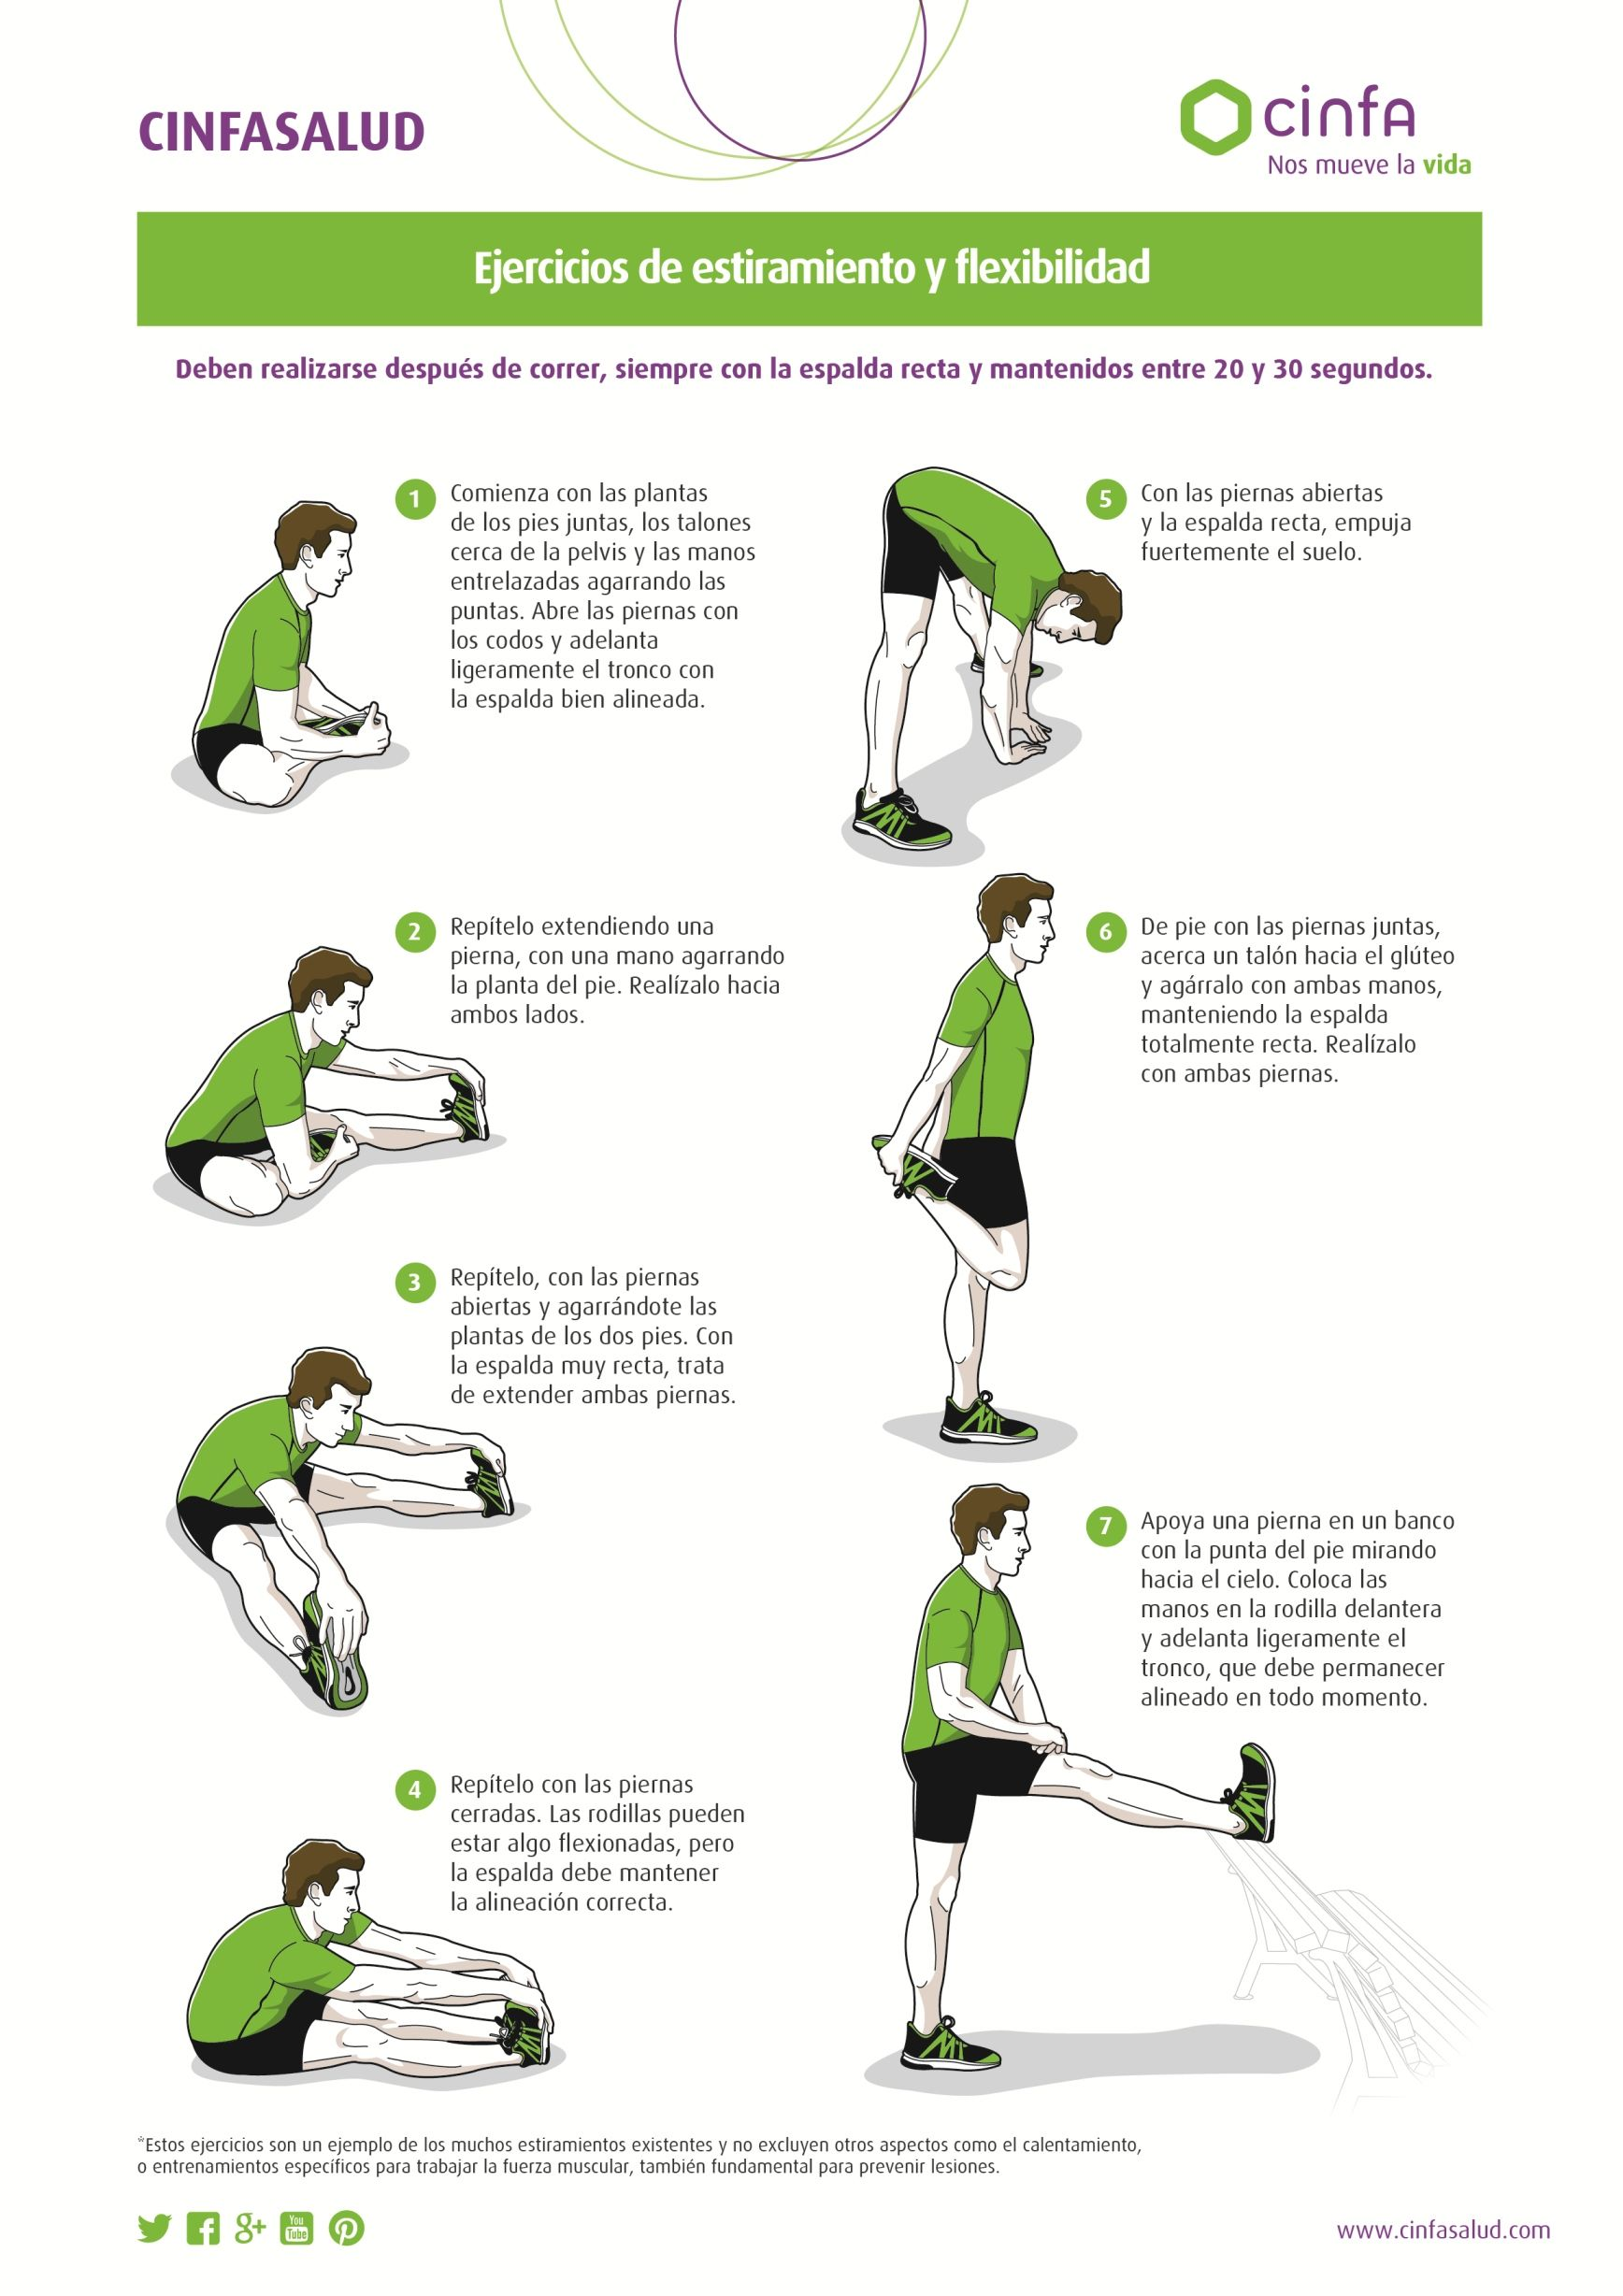 CINFASALUD
cinfa
Nos mueve la vida
Ejercicios de estiramiento y flexibilidad
Deben realizarse después de correr, siempre con la espalda recta y mantenidos entre 20 y 30 segundos.
1
Comienza con las plantas
de los pies juntas, los talones
cerca de la pelvis y las manos
entrelazadas agarrando las
puntas. Abre las piernas con
los codos y adelanta
ligeramente el tronco con
la espalda bien alineada.
2
Repítelo extendiendo una
pierna, con una mano agarrando
la planta del pie. Realízalo hacia
ambos lados.
3
Repítelo, con las piernas
abiertas y agarrándote las
plantas de los dos pies. Con
la espalda muy recta, trata
de extender ambas piernas.
4
Repítelo con las piernas
cerradas. Las rodillas pueden
estar algo flexionadas, pero
la espalda debe mantener
la alineación correcta.
5
Con las piernas abiertas
y la espalda recta, empuja
fuertemente el suelo.
6
De pie con las piernas juntas,
acerca un talón hacia el glúteo
y agárralo con ambas manos,
manteniendo la espalda
totalmente recta. Realízalo
con ambas piernas.
7
Apoya una pierna en un banco
con la punta del pie mirando
hacia el cielo. Coloca las
manos en la rodilla delantera
y adelanta ligeramente el
tronco, que debe permanecer
alineado en todo momento.
*Estos ejercicios son un ejemplo de los muchos estiramientos existentes y no excluyen otros aspectos como el calentamiento,
o entrenamientos específicos para trabajar la fuerza muscular, también fundamental para prevenir lesiones.
g+
You
Tube
www.cinfasalud.com